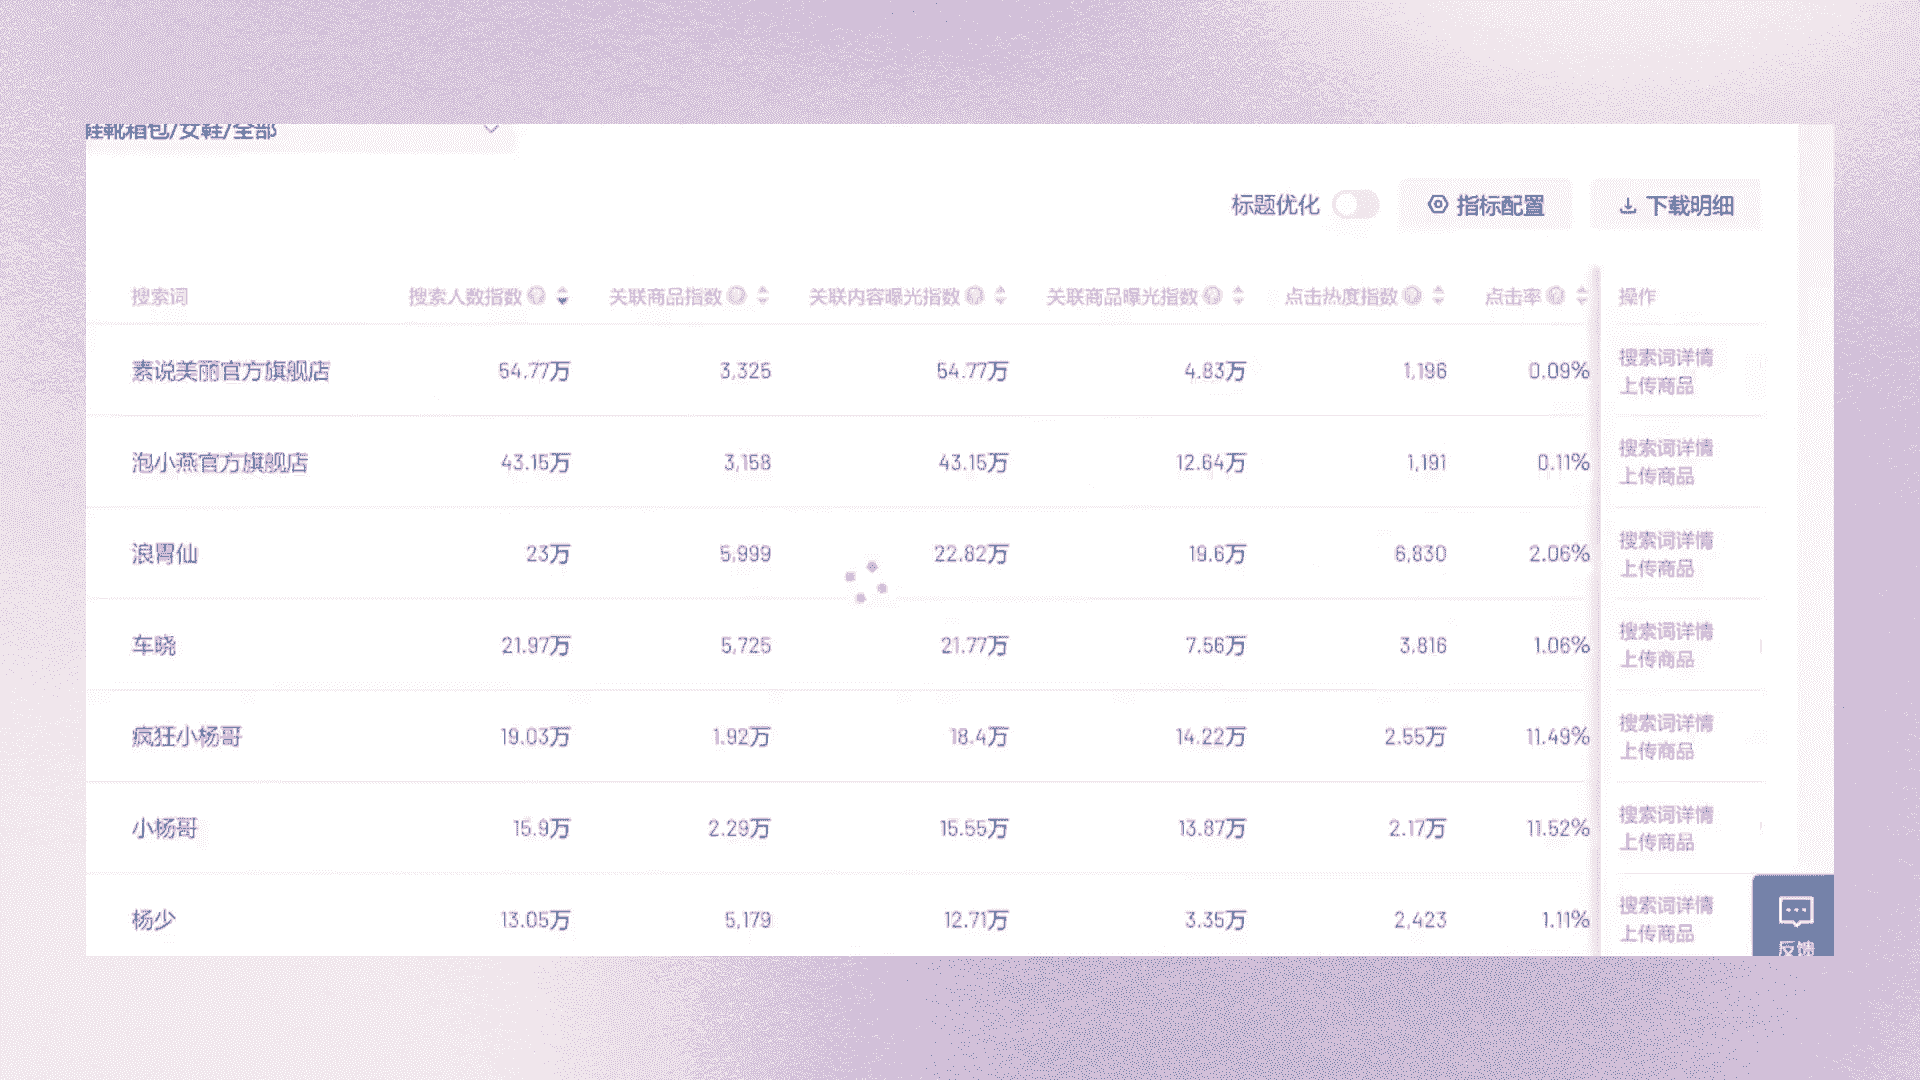 鞋靴箱包/女鞋/全部
标题优化 指标配置 下载明细
搜索词 搜索人数指数 关联商品指数 关联内容曝光指数 关联商品曝光指数 点击热度指数 点击率 操作
素说美丽官方旗舰店 54.77万 3,325 54.77万 4.83万 1,196 0.09% 搜索词详情
上传商品
泡小燕官方旗舰店 43.15万 3,158 43.15万 12.64万 1,191 0.11% 搜索词详情
上传商品
浪胃仙 23万 5,999 22.82万 19.6万 6,830 2.06% 搜索词详情
上传商品
车晓 21.97万 5,725 21.77万 7.56万 3,816 1.06% 搜索词详情
上传商品
疯狂小杨哥 19.03万 1.92万 18.4万 14.22万 2.55万 11.49% 搜索词详情
上传商品
小杨哥 15.9万 2.29万 15.55万 13.87万 2.17万 11.52% 搜索词详情
上传商品
杨少 13.05万 5,179 12.71万 3.35万 2,423 1.11% 搜索词详情
上传商品
反馈